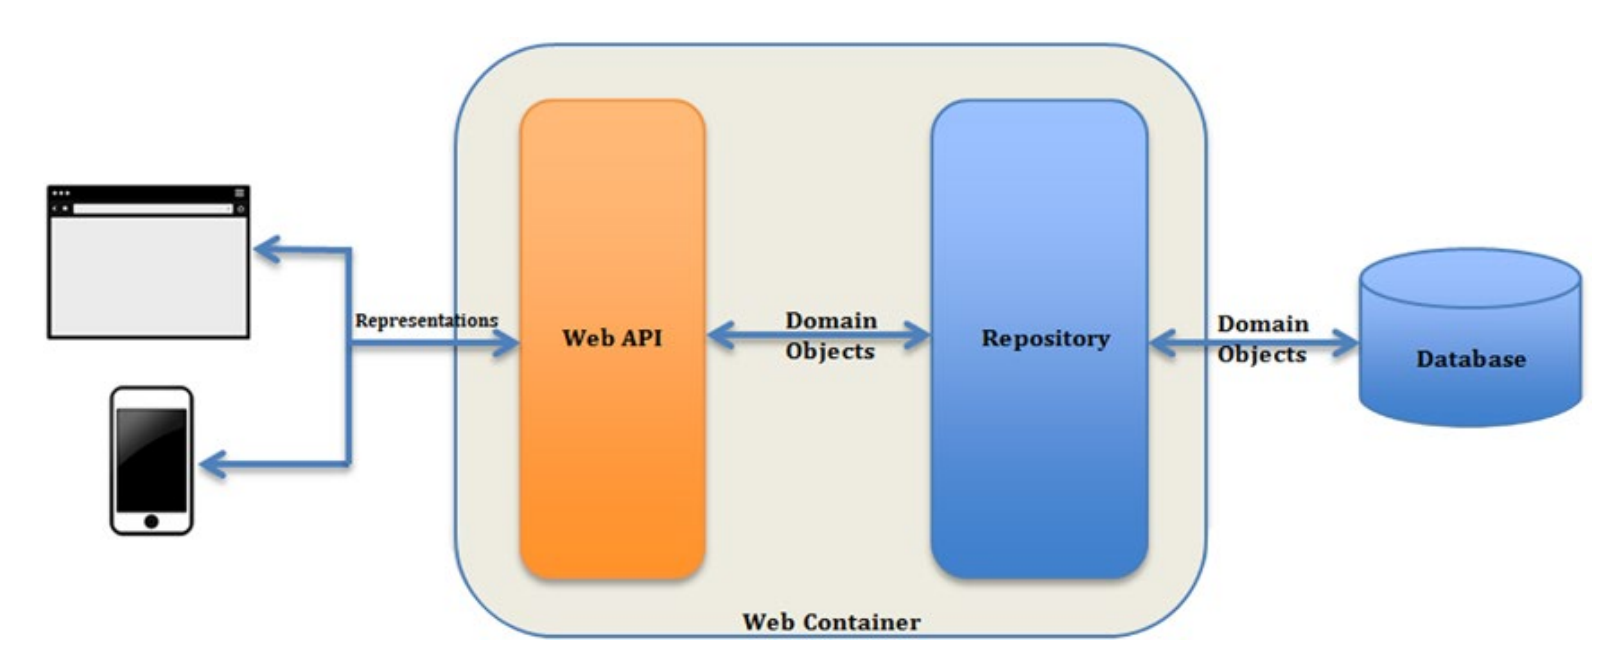 Representations
Web API
Domain
Objects
Repository
Domain
Objects
Database
Web Container